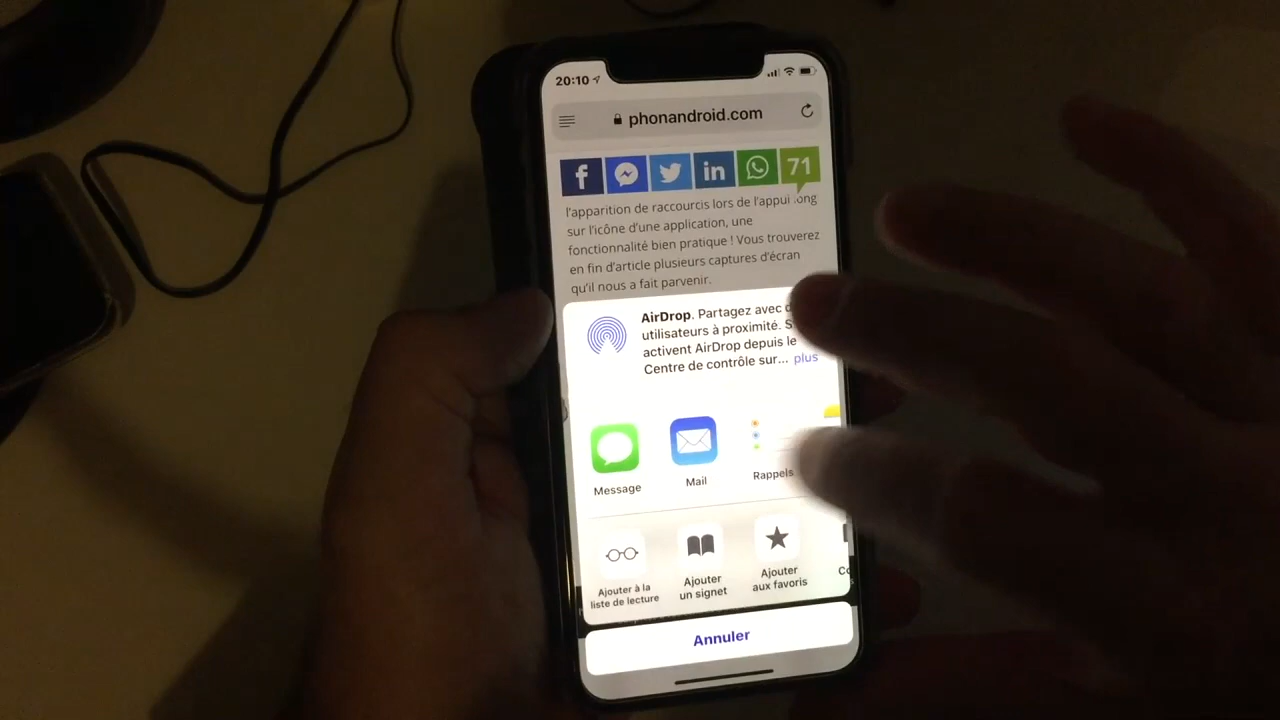 20:10
phonandroid.com
f in 71
l'apparition de raccourcis lors de l'appui long
sur l'icône d'une application, une
fonctionnalité bien pratique ! Vous trouverez
en fin d'article plusieurs captures d'écran
qu'il nous a fait parvenir.
AirDrop. Partagez avec
utilisateurs à proximité.
activent AirDrop depuis le
Centre de contrôle sur... plus
Message
Mail
Rappels
Ajouter à la
liste de lecture
Ajouter
un signet
Ajouter
aux favoris
Annuler